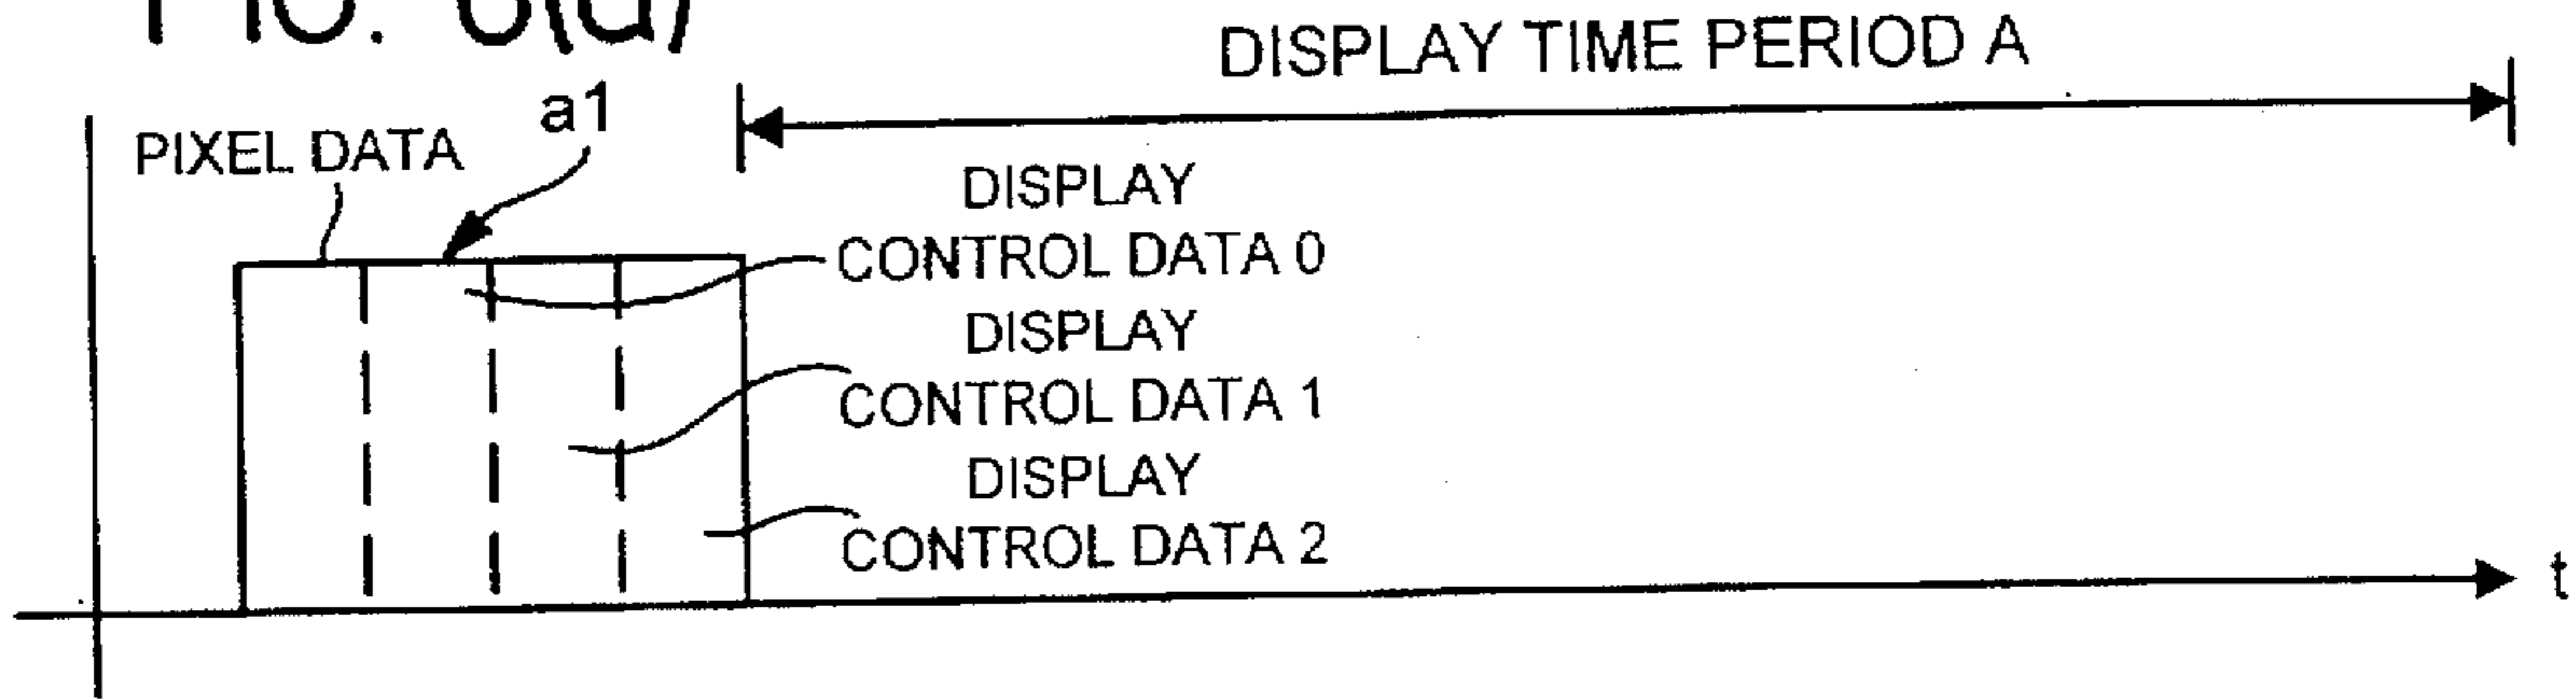 DISPLAY TIME PERIOD A
a1
PIXEL DATA
DISPLAY
CONTROL DATA 0
DISPLAY
CONTROL DATA 1
DISPLAY
CONTROL DATA 2
t